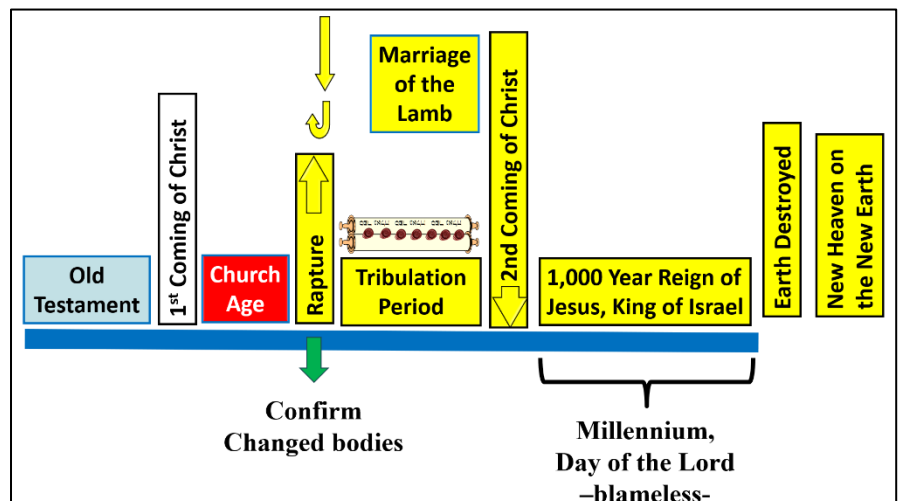 Old
Testament
1st Coming of Christ
Church
Age
Rapture
Marriage
of the
Lamb
Tribulation
Period
2nd Coming of Christ
1,000 Year Reign of
Jesus, King of Israel
Earth Destroyed
New Heaven on
the New Earth
Confirm
Changed bodies
Millennium,
Day of the Lord
–blameless-